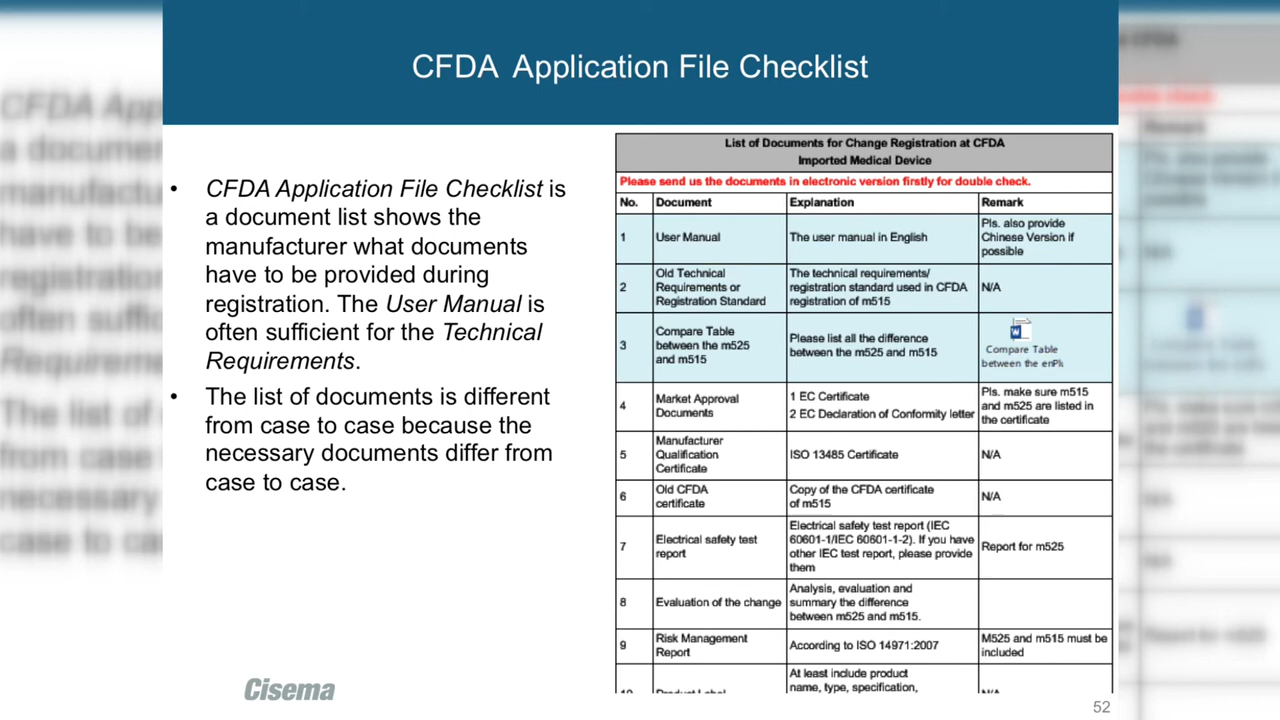 CFDA Application File Checklist
• CFDA Application File Checklist is
a document list shows the
manufacturer what documents
have to be provided during
registration. The User Manual is
often sufficient for the Technical
Requirements.
• The list of documents is different
from case to case because the
necessary documents differ from
case to case.
List of Documents for Change Registration at CFDA
Imported Medical Device
Please send us the documents in electronic version firstly for double check.
No. Document Explanation Remark
1 User Manual The user manual in English Pls. also provide
Chinese Version if
possible
2 Old Technical
Requirements or
Registration Standard
The technical requirements/
registration standard used in CFDA
registration of m515
N/A
3 Compare Table
between the m525
and m515
Please list all the difference
between the m525 and m515
Compare Table
between the
4 Market Approval
Documents
1 EC Certificate
2 EC Declaration of Conformity letter
Pls. make sure m515
and m525 are listed in
the certificate
5 Manufacturer
Qualification
Certificate
ISO 13485 Certificate
N/A
6 Old CFDA
certificate
Copy of the CFDA certificate
of m515
N/A
7 Electrical safety test
report
Electrical safety test report (IEC
60601-1/IEC 60601-1-2). If you have
other IEC test report, please provide
them
Report for m525
8 Evaluation of the change
Analysis, evaluation and
summary the difference
between m525 and m515.
9 Risk Management
Report
According to ISO 14971:2007
M525 and m515 must be
included
At least include product
name, type, specification,
Cisema
52